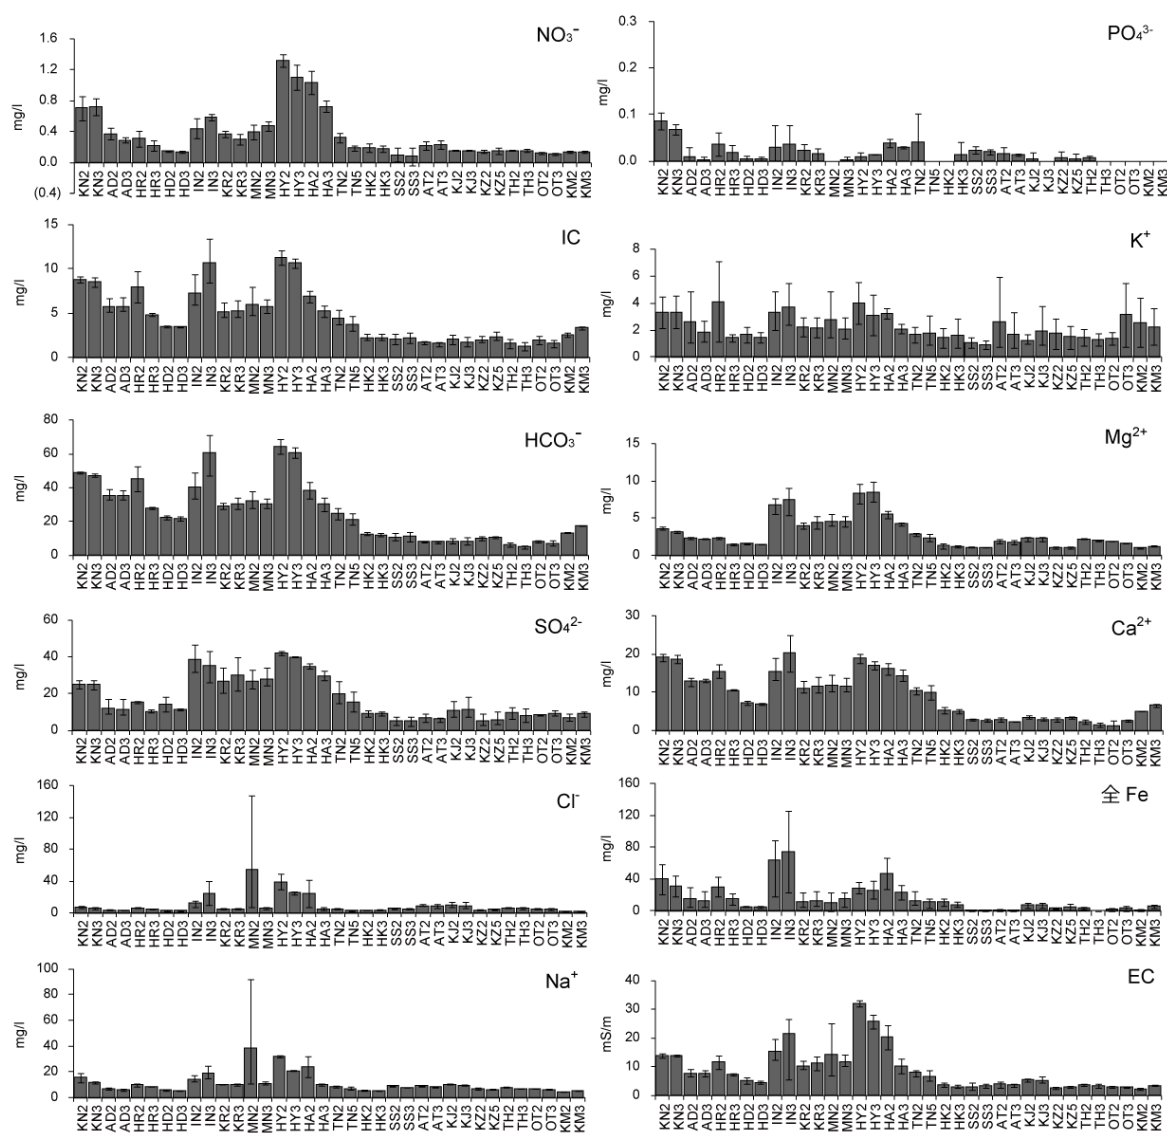 NO₃⁻
mg/l
1.6
1.2
0.8
0.4
0.0
(0.4)
KN2 KN3 AD2 AD3 HR2 HR3 HD2 HD3 IN2 IN3 KR2 KR3 MN2 MN3 HY2 HY3 HA2 HA3 TN2 TN5 HK2 HK3 SS2 SS3 AT2 AT3 KJ2 KJ3 KZ2 KZ5 TH2 TH3 OT2 OT3 KM2 KM3
PO₄³⁻
mg/l
0.3
0.2
0.1
0.0
KN2 KN3 AD2 AD3 HR2 HR3 HD2 HD3 IN2 IN3 KR2 KR3 MN2 MN3 HY2 HY3 HA2 HA3 TN2 TN5 HK2 HK3 SS2 SS3 AT2 AT3 KJ2 KJ3 KZ2 KZ5 TH2 TH3 OT2 OT3 KM2 KM3
IC
mg/l
15
10
5
0
KN2 KN3 AD2 AD3 HR2 HR3 HD2 HD3 IN2 IN3 KR2 KR3 MN2 MN3 HY2 HY3 HA2 HA3 TN2 TN5 HK2 HK3 SS2 SS3 AT2 AT3 KJ2 KJ3 KZ2 KZ5 TH2 TH3 OT2 OT3 KM2 KM3
K⁺
mg/l
8
6
4
2
0
KN2 KN3 AD2 AD3 HR2 HR3 HD2 HD3 IN2 IN3 KR2 KR3 MN2 MN3 HY2 HY3 HA2 HA3 TN2 TN5 HK2 HK3 SS2 SS3 AT2 AT3 KJ2 KJ3 KZ2 KZ5 TH2 TH3 OT2 OT3 KM2 KM3
HCO₃⁻
mg/l
80
60
40
20
0
KN2 KN3 AD2 AD3 HR2 HR3 HD2 HD3 IN2 IN3 KR2 KR3 MN2 MN3 HY2 HY3 HA2 HA3 TN2 TN5 HK2 HK3 SS2 SS3 AT2 AT3 KJ2 KJ3 KZ2 KZ5 TH2 TH3 OT2 OT3 KM2 KM3
Mg²⁺
mg/l
15
10
5
0
KN2 KN3 AD2 AD3 HR2 HR3 HD2 HD3 IN2 IN3 KR2 KR3 MN2 MN3 HY2 HY3 HA2 HA3 TN2 TN5 HK2 HK3 SS2 SS3 AT2 AT3 KJ2 KJ3 KZ2 KZ5 TH2 TH3 OT2 OT3 KM2 KM3
SO₄²⁻
mg/l
60
40
20
0
KN2 KN3 AD2 AD3 HR2 HR3 HD2 HD3 IN2 IN3 KR2 KR3 MN2 MN3 HY2 HY3 HA2 HA3 TN2 TN5 HK2 HK3 SS2 SS3 AT2 AT3 KJ2 KJ3 KZ2 KZ5 TH2 TH3 OT2 OT3 KM2 KM3
Ca²⁺
mg/l
30
20
10
0
KN2 KN3 AD2 AD3 HR2 HR3 HD2 HD3 IN2 IN3 KR2 KR3 MN2 MN3 HY2 HY3 HA2 HA3 TN2 TN5 HK2 HK3 SS2 SS3 AT2 AT3 KJ2 KJ3 KZ2 KZ5 TH2 TH3 OT2 OT3 KM2 KM3
Cl⁻
mg/l
160
120
80
40
0
KN2 KN3 AD2 AD3 HR2 HR3 HD2 HD3 IN2 IN3 KR2 KR3 MN2 MN3 HY2 HY3 HA2 HA3 TN2 TN5 HK2 HK3 SS2 SS3 AT2 AT3 KJ2 KJ3 KZ2 KZ5 TH2 TH3 OT2 OT3 KM2 KM3
全 Fe
mg/l
160
120
80
40
0
KN2 KN3 AD2 AD3 HR2 HR3 HD2 HD3 IN2 IN3 KR2 KR3 MN2 MN3 HY2 HY3 HA2 HA3 TN2 TN5 HK2 HK3 SS2 SS3 AT2 AT3 KJ2 KJ3 KZ2 KZ5 TH2 TH3 OT2 OT3 KM2 KM3
Na⁺
mg/l
100
80
60
40
20
0
KN2 KN3 AD2 AD3 HR2 HR3 HD2 HD3 IN2 IN3 KR2 KR3 MN2 MN3 HY2 HY3 HA2 HA3 TN2 TN5 HK2 HK3 SS2 SS3 AT2 AT3 KJ2 KJ3 KZ2 KZ5 TH2 TH3 OT2 OT3 KM2 KM3
EC
mS/m
40
30
20
10
0
KN2 KN3 AD2 AD3 HR2 HR3 HD2 HD3 IN2 IN3 KR2 KR3 MN2 MN3 HY2 HY3 HA2 HA3 TN2 TN5 HK2 HK3 SS2 SS3 AT2 AT3 KJ2 KJ3 KZ2 KZ5 TH2 TH3 OT2 OT3 KM2 KM3